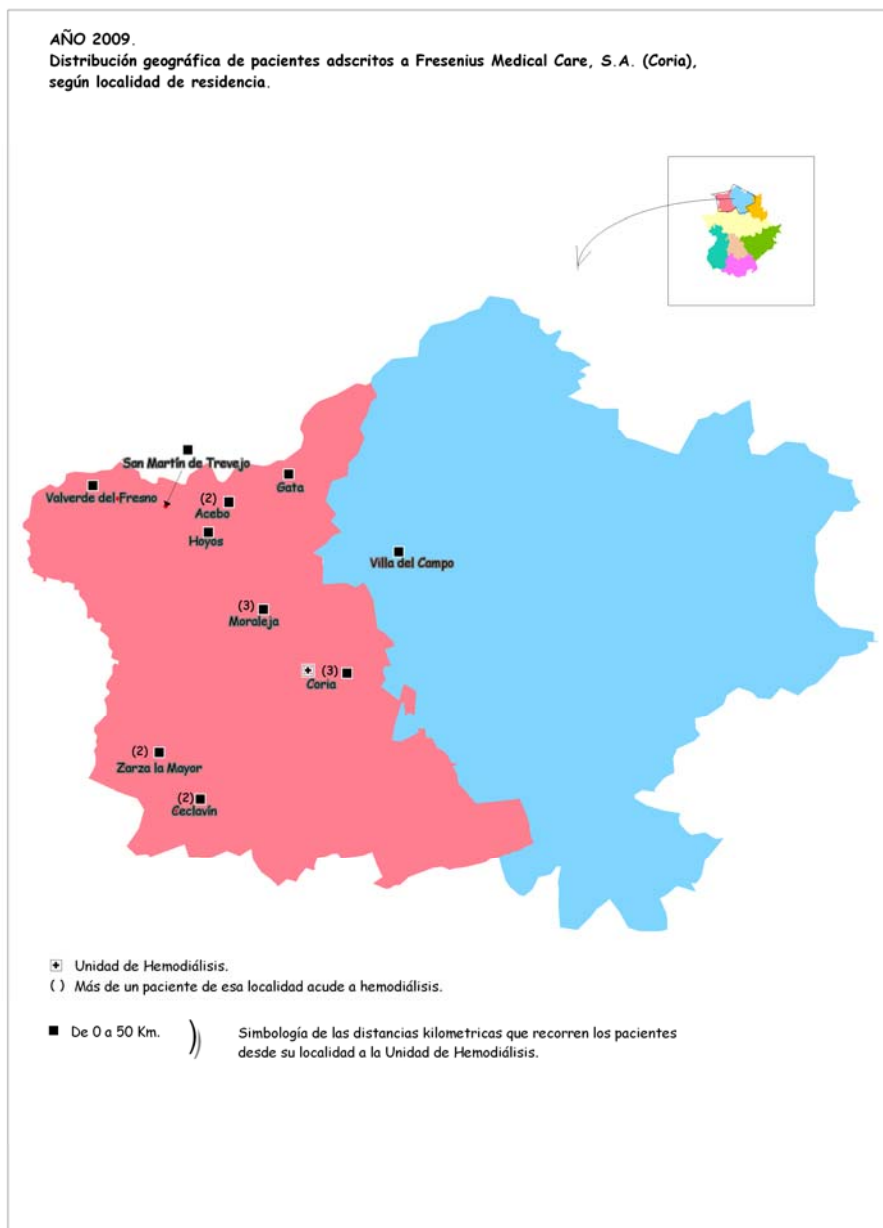 AÑO 2009.
Distribución geográfica de pacientes adscritos a Fresenius Medical Care, S.A. (Coria),
según localidad de residencia.
San Martín de Trevejo
Valverde del Fresno
Gata
(2)
Acebo
Hoyos
Villa del Campo
(3)
Moraleja
(3)
Coria
(2)
Zarza la Mayor
(2)
Ceclavín
Unidad de Hemodiálisis.
( ) Más de un paciente de esa localidad acude a hemodiálisis.
De 0 a 50 Km.
Simbología de las distancias kilometricas que recorren los pacientes
desde su localidad a la Unidad de Hemodiálisis.